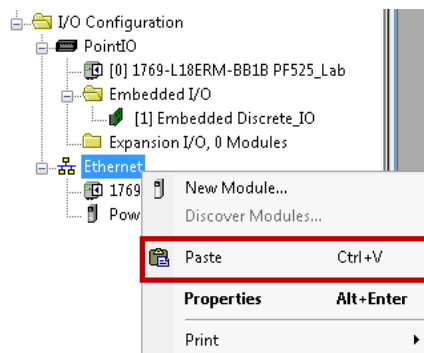 I/O Configuration
PointIO
[0] 1769-L18ERM-BB1B PF525_Lab
Embedded I/O
[1] Embedded Discrete_IO
Expansion I/O, 0 Modules
Ethernet
1769
Pow
New Module...
Discover Modules...
Paste Ctrl+V
Properties Alt+Enter
Print